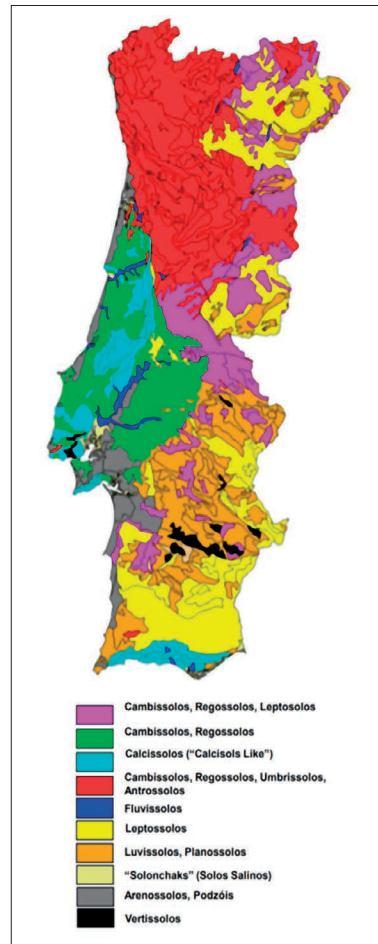 Cambissolos, Regossolos, Leptosolos
Cambissolos, Regossolos
Calcissolos ("Calcisols Like")
Cambissolos, Regossolos, Umbrissolos,
Antrossolos
Fluvissolos
Leptossolos
Luvissolos, Planossolos
"Solonchaks" (Solos Salinos)
Arenossolos, Podzóis
Vertissolos